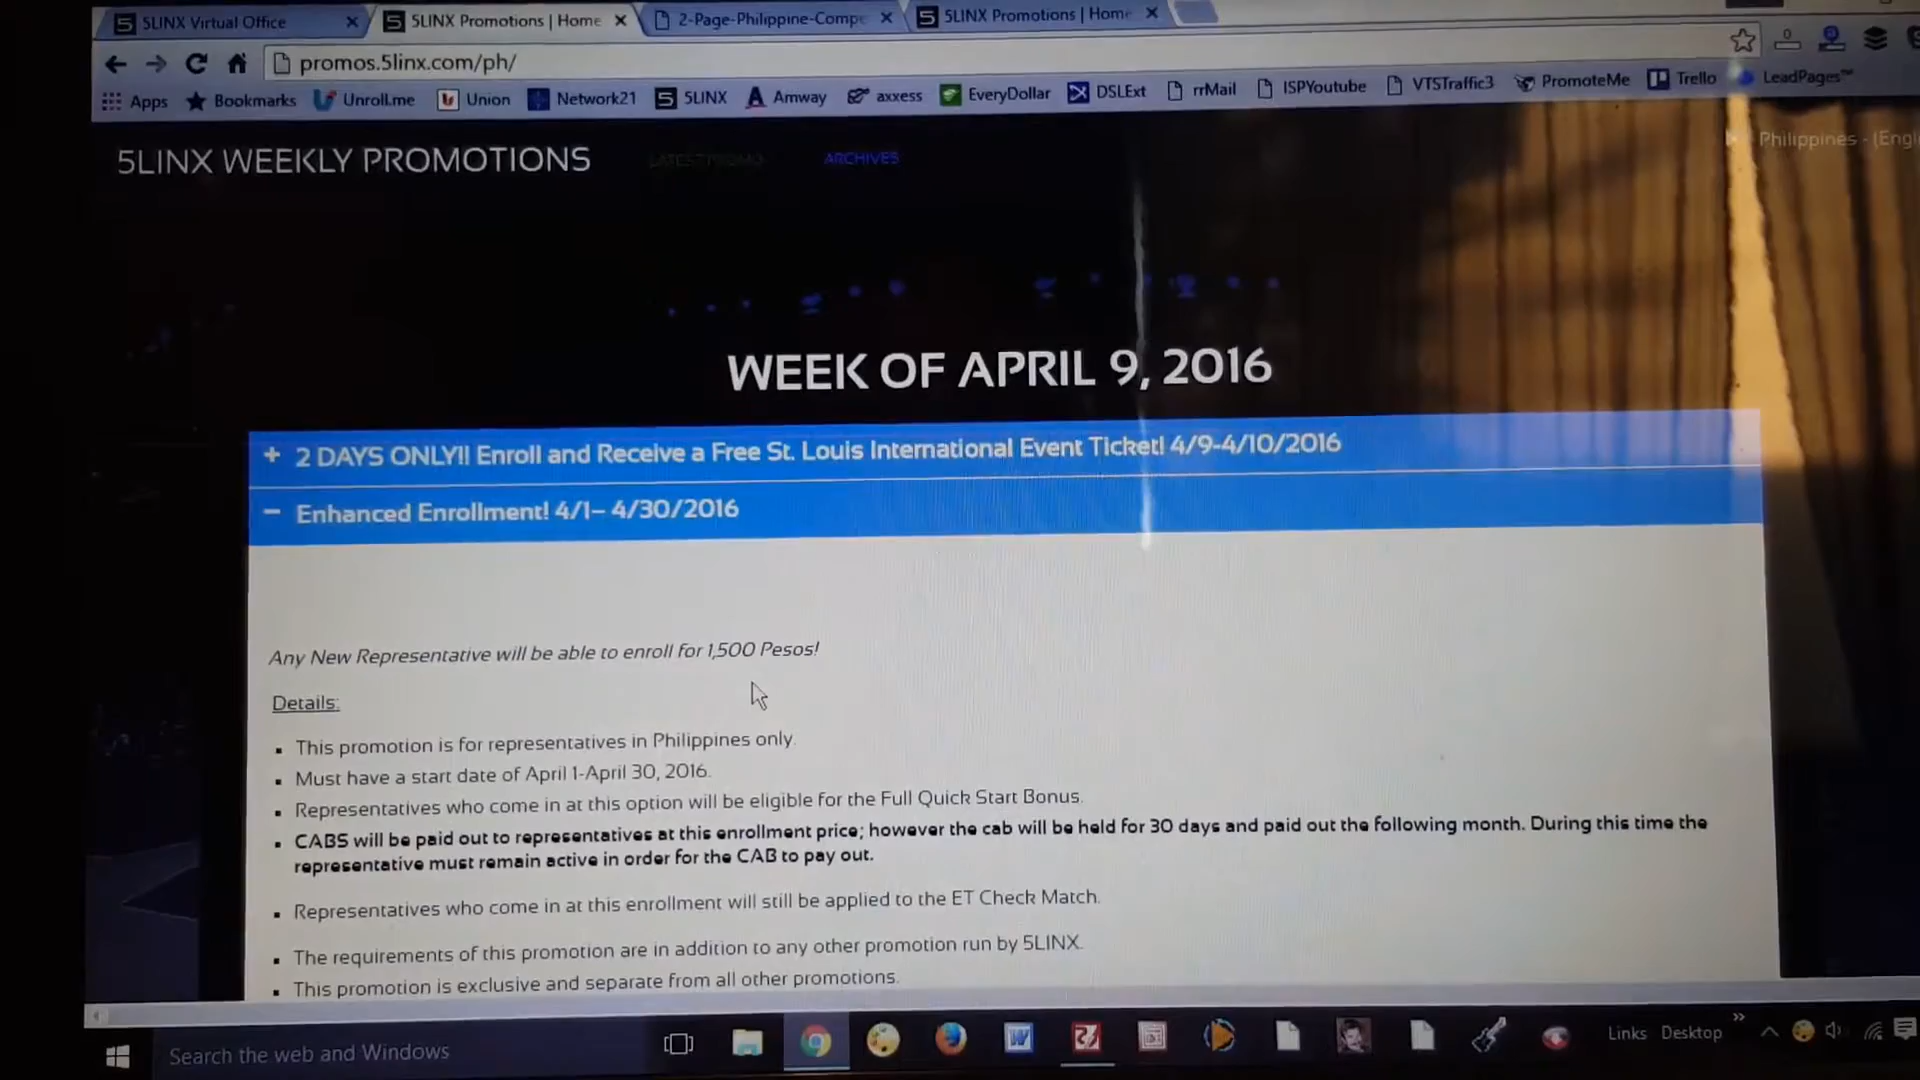 5LINX Virtual Office
5LINX Promotions | Home
2-Page-Philippine-Compe
5LINX Promotions | Home
promos.5linx.com/ph/
Apps Bookmarks Unroll.me Union Network21 5LINX Amway axxess EveryDollar DSLExt rrMail ISPYoutube VTSTraffic3 PromoteMe Trello LeadPages™
5LINX WEEKLY PROMOTIONS LATEST PROMO ARCHIVES Philippines - (Engl
WEEK OF APRIL 9, 2016
+ 2 DAYS ONLY!! Enroll and Receive a Free St. Louis International Event Ticket! 4/9-4/10/2016
− Enhanced Enrollment! 4/1– 4/30/2016
Any New Representative will be able to enroll for 1,500 Pesos!
Details:
▪ This promotion is for representatives in Philippines only.
▪ Must have a start date of April 1-April 30, 2016.
▪ Representatives who come in at this option will be eligible for the Full Quick Start Bonus.
▪ CABS will be paid out to representatives at this enrollment price; however the cab will be held for 30 days and paid out the following month. During this time the
representative must remain active in order for the CAB to pay out.
▪ Representatives who come in at this enrollment will still be applied to the ET Check Match.
▪ The requirements of this promotion are in addition to any other promotion run by 5LINX.
▪ This promotion is exclusive and separate from all other promotions.
Search the web and Windows
Links Desktop